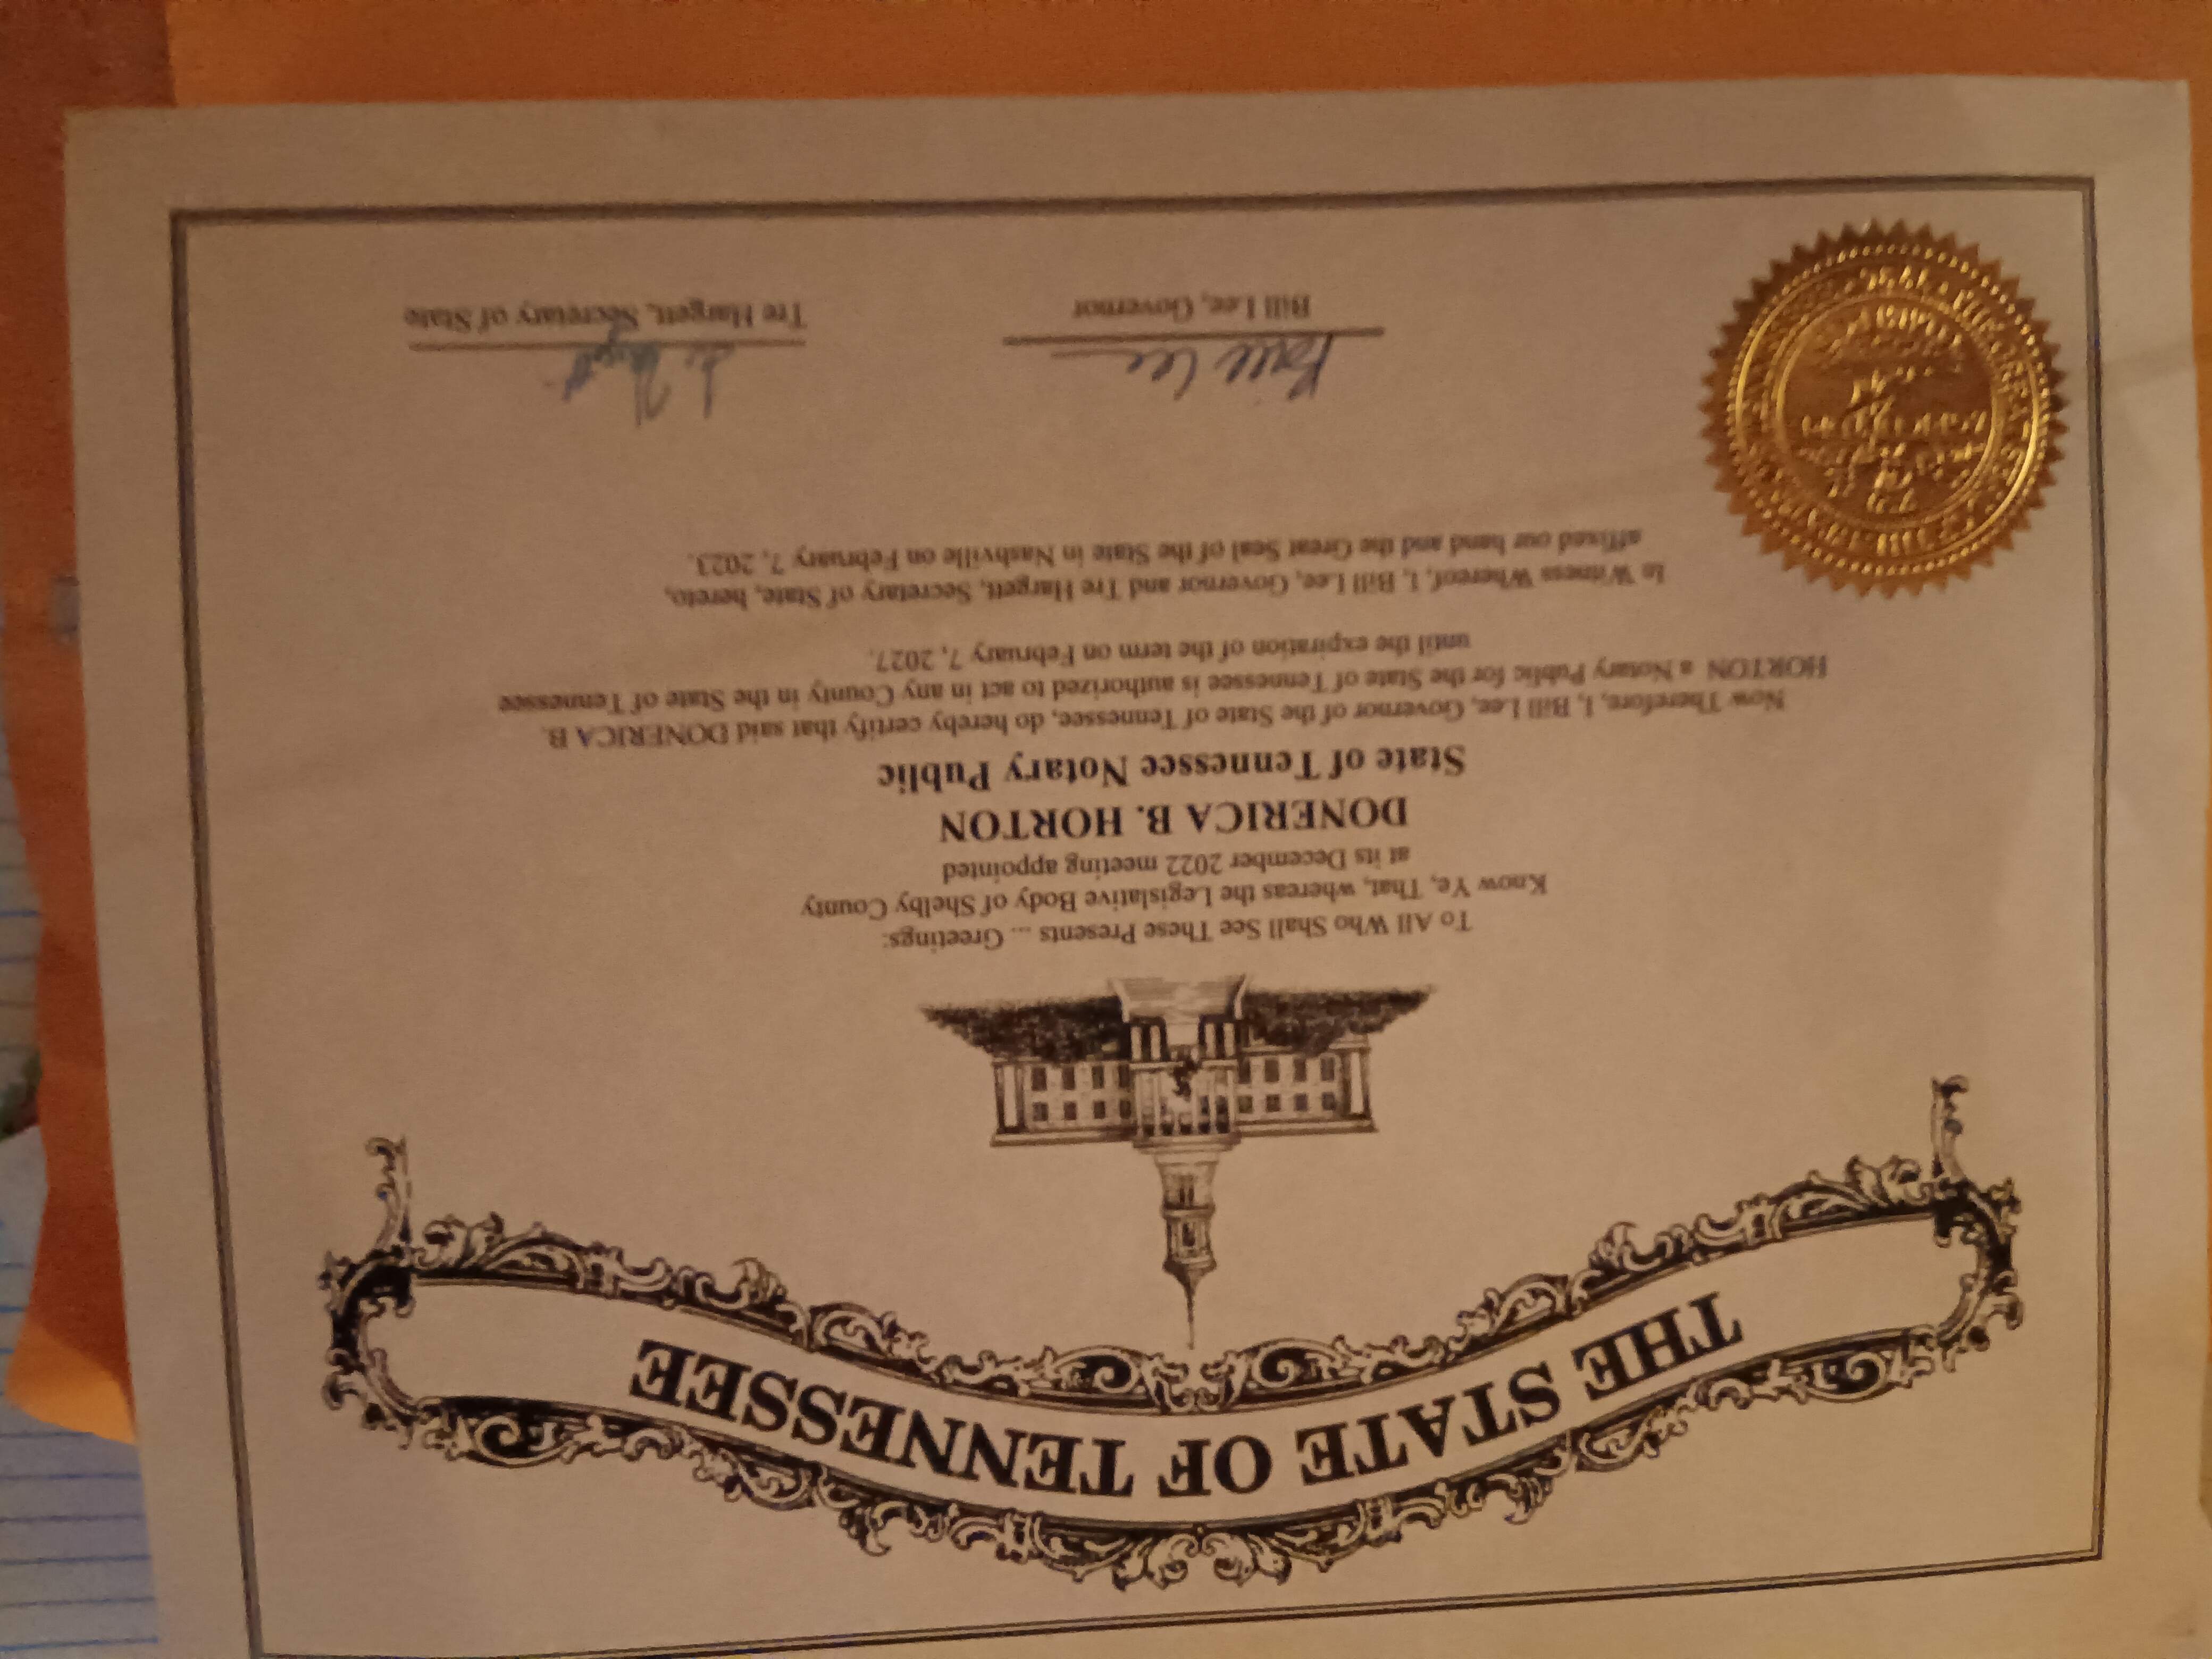 THE STATE OF TENNESSEE
To All Who Shall See These Presents ... Greetings:
Know Ye, That, whereas the Legislative Body of Shelby County
at its December 2022 meeting appointed
DONERICA B. HORTON
State of Tennessee Notary Public
Now Therefore, I, Bill Lee, Governor of the State of Tennessee, do hereby certify that said DONERICA B.
HORTON a Notary Public for the State of Tennessee is authorized to act in any County in the State of Tennessee
until the expiration of the term on February 7, 2027.
In Witness Whereof, I, Bill Lee, Governor and Tre Hargett, Secretary of State, hereto,
affixed our hand and the Great Seal of the State in Nashville on February 7, 2023.
Bill Lee
Tre Hargett
Bill Lee, Governor
Tre Hargett, Secretary of State